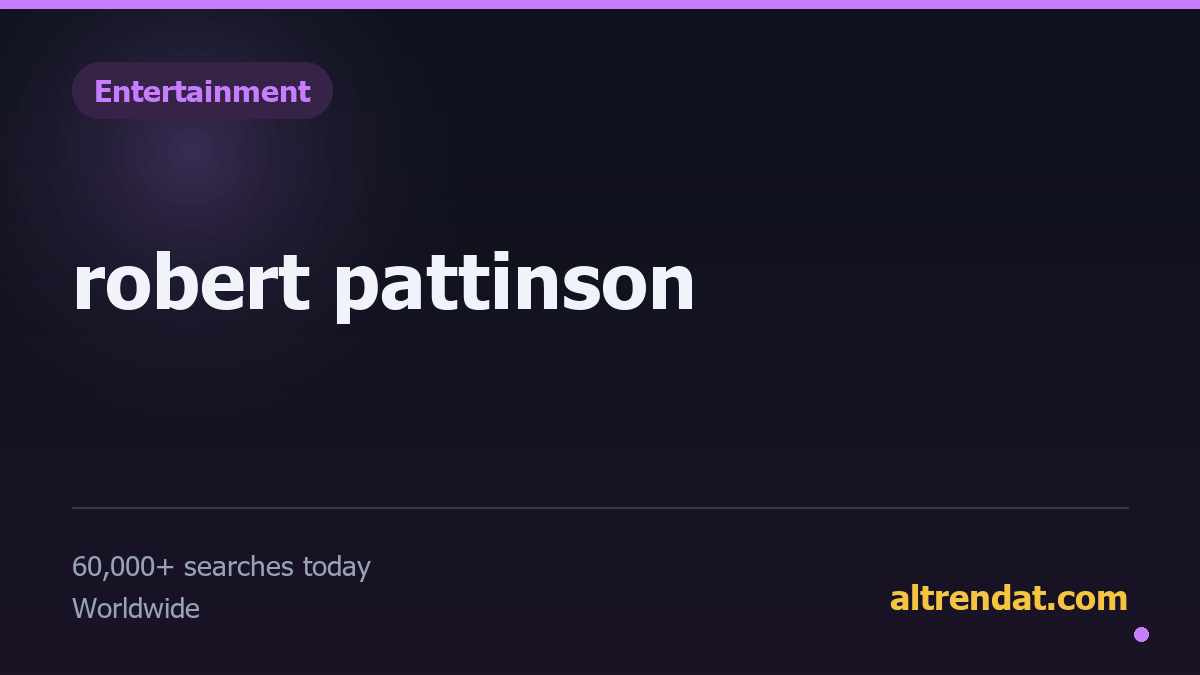 Entertainment
robert pattinson
60,000+ searches today
Worldwide
altrendat.com